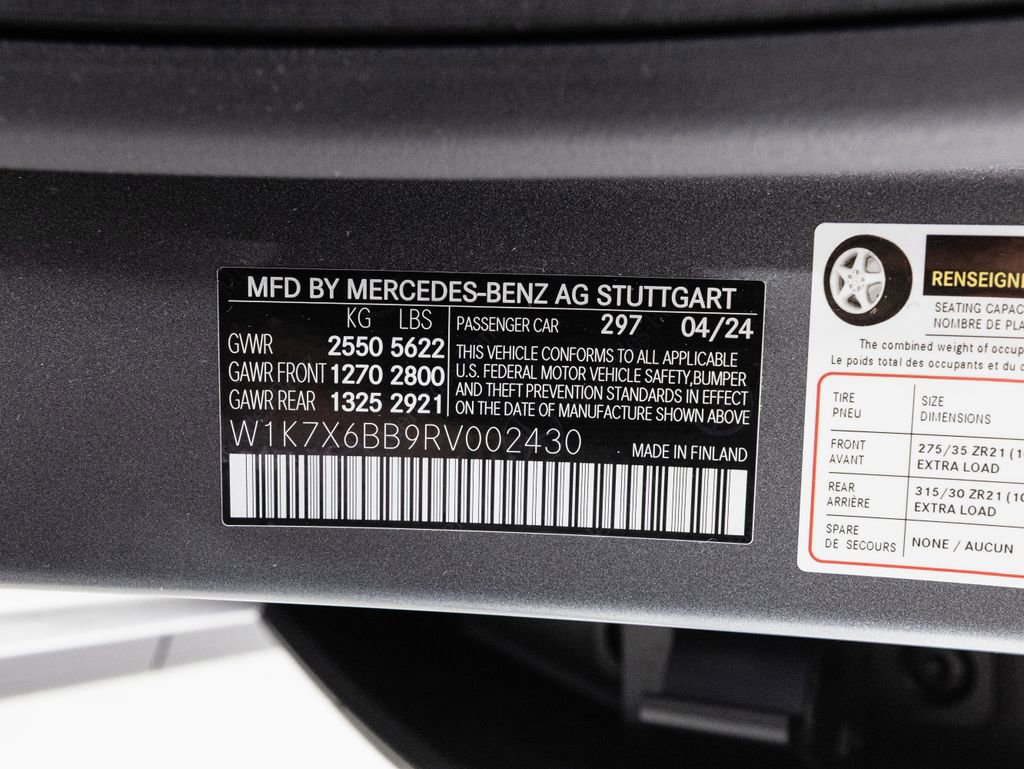 MFD BY MERCEDES-BENZ AG STUTTGART
KG LBS
GVWR 2550 5622
GAWR FRONT 1270 2800
GAWR REAR 1325 2921
PASSENGER CAR 297 04/24
THIS VEHICLE CONFORMS TO ALL APPLICABLE
U.S. FEDERAL MOTOR VEHICLE SAFETY,BUMPER
AND THEFT PREVENTION STANDARDS IN EFFECT
ON THE DATE OF MANUFACTURE SHOWN ABOVE
W1K7X6BB9RV002430
MADE IN FINLAND
RENSEIGNE
SEATING CAPAC
NOMBRE DE PLA
The combined weight of occup
Le poids total des occupants et du c
TIRE
PNEU
SIZE
DIMENSIONS
FRONT
AVANT
275/35 ZR21 (10
EXTRA LOAD
REAR
ARRIÈRE
315/30 ZR21 (10
EXTRA LOAD
SPARE
DE SECOURS
NONE / AUCUN